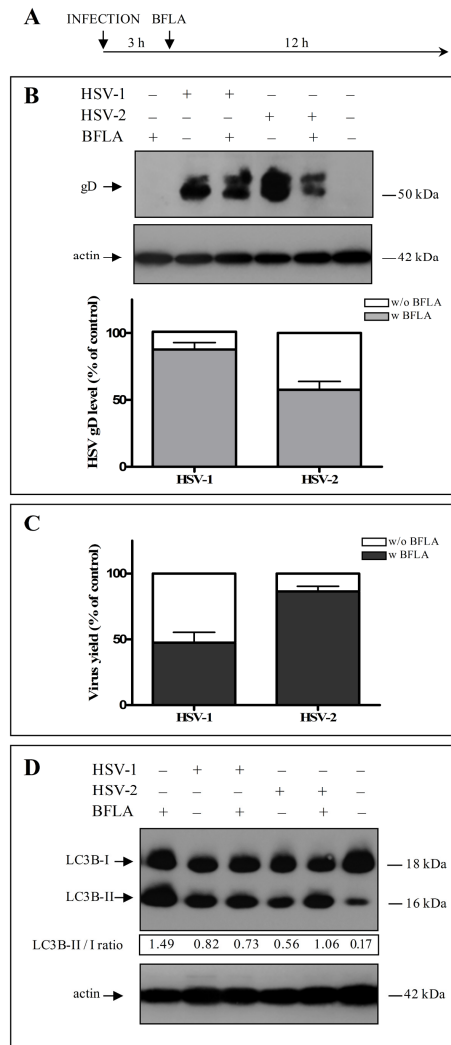 A
INFECTION BFLA
3 h
12 h
B
HSV-1 – + + – – –
HSV-2 – – – + + –
BFLA + – + – + –
gD
50 kDa
actin
42 kDa
w/o BFLA
w BFLA
HSV gD level (% of control)
100
50
0
HSV-1 HSV-2
C
w/o BFLA
w BFLA
Virus yield (% of control)
100
50
0
HSV-1 HSV-2
D
HSV-1 – + + – – –
HSV-2 – – – + + –
BFLA + – + – + –
LC3B-I
18 kDa
LC3B-II
16 kDa
LC3B-II / I ratio 1.49 0.82 0.73 0.56 1.06 0.17
actin
42 kDa